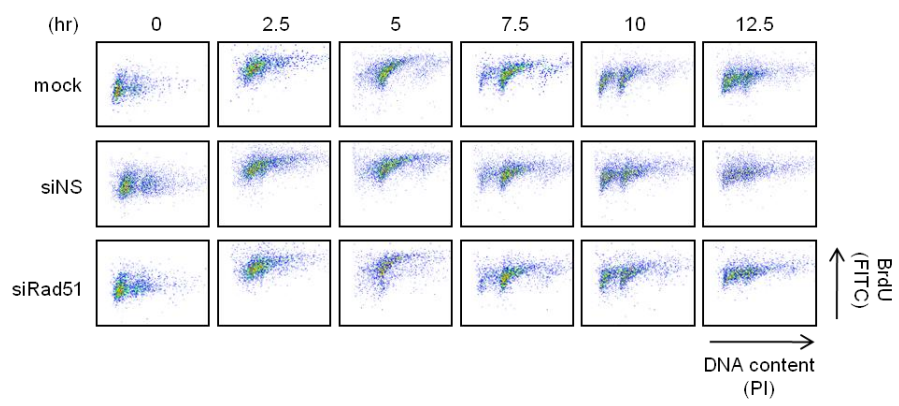 (hr) 0 2.5 5 7.5 10 12.5
mock
siNS
siRad51
BrdU
(FITC)
DNA content
(PI)